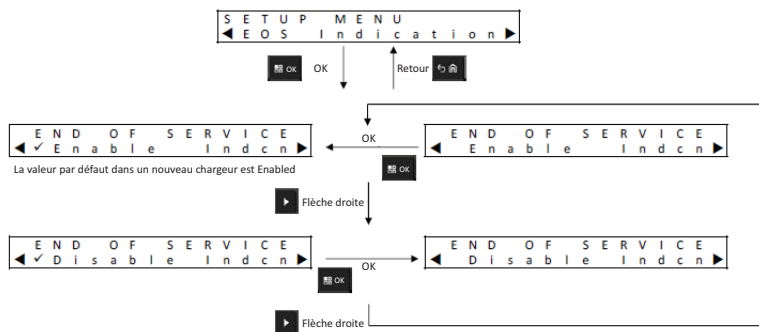 SETUP MENU
◀EOS Indication▶
OK OK Retour
END OF SERVICE
◀✓Enable Indcn▶
OK
OK
END OF SERVICE
◀ Enable Indcn▶
La valeur par défaut dans un nouveau chargeur est Enabled
Flèche droite
END OF SERVICE
◀✓Disable Indcn▶
OK
OK
END OF SERVICE
◀ Disable Indcn▶
Flèche droite